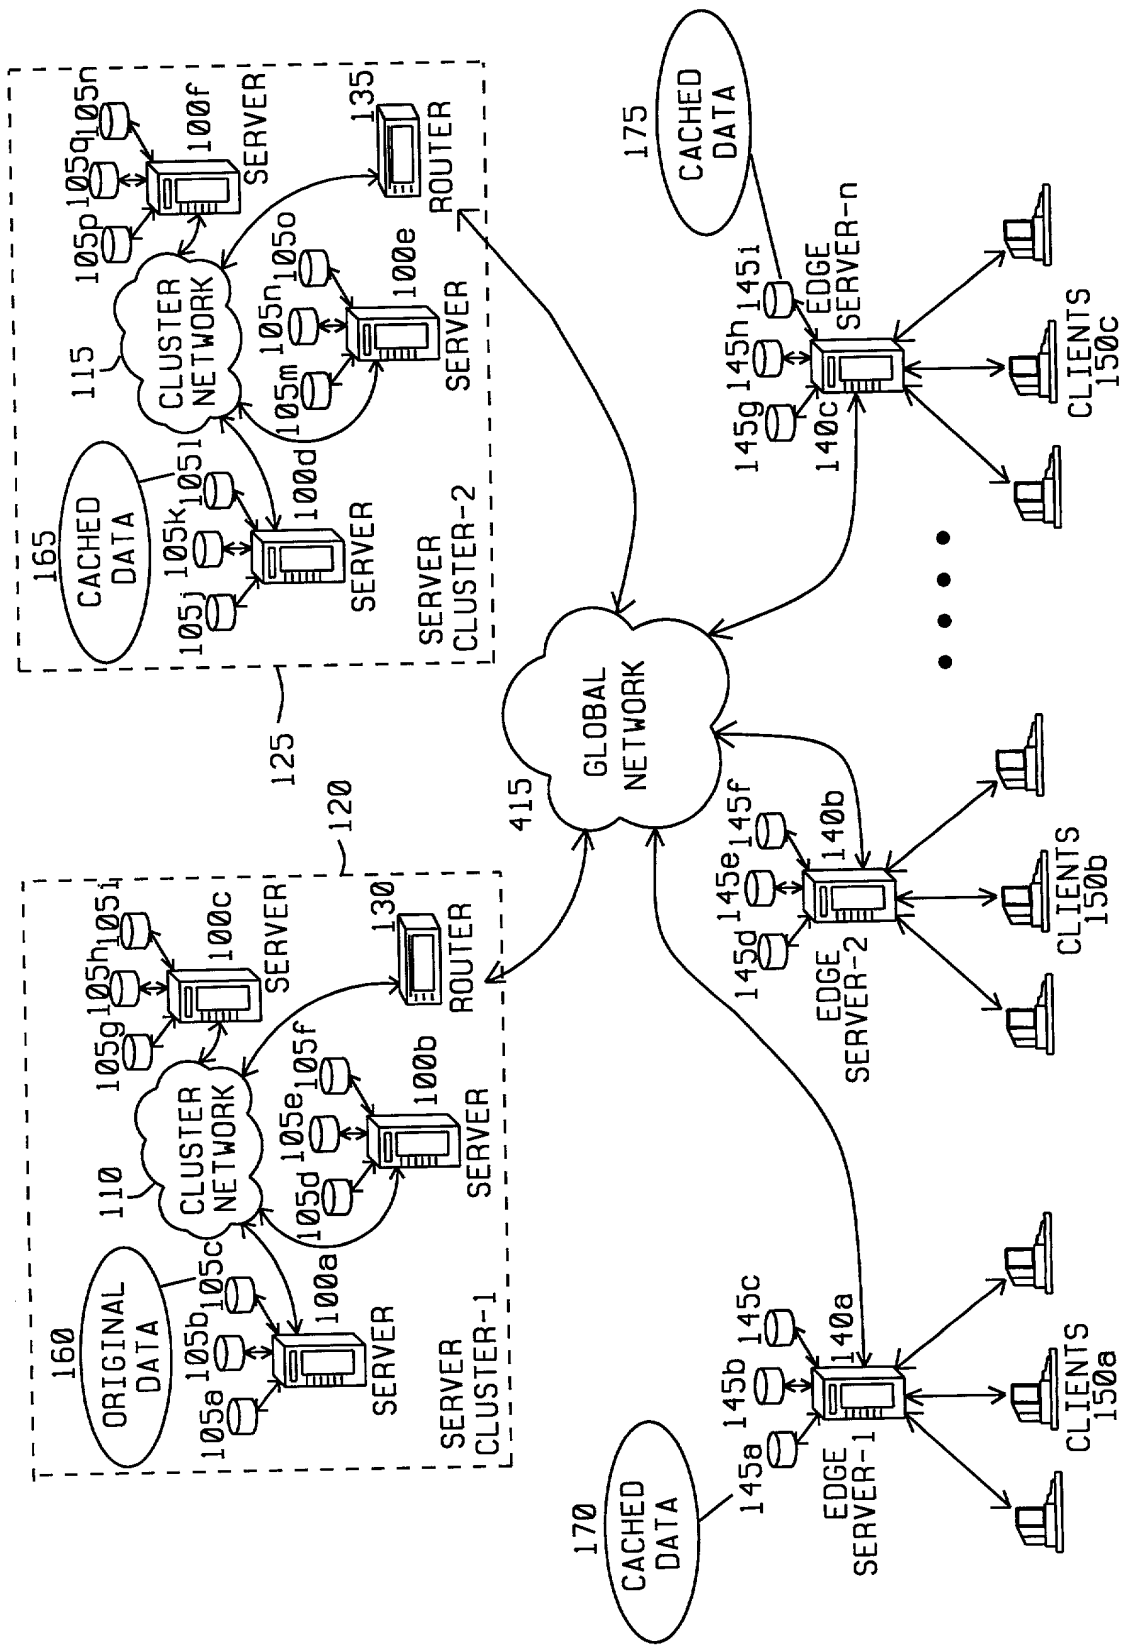 160
ORIGINAL
DATA
110
CLUSTER
NETWORK
105a
105b
105c
100a
SERVER
105g
105h
105i
100c
SERVER
105d
105e
105f
100b
SERVER
130
ROUTER
SERVER
CLUSTER-1
120
125
165
CACHED
DATA
115
CLUSTER
NETWORK
105j
105k
105l
100d
SERVER
105p
105q
105n
100f
SERVER
105m
105n
105o
100e
SERVER
135
ROUTER
SERVER
CLUSTER-2
415
GLOBAL
NETWORK
170
CACHED
DATA
145a
145b
145c
140a
EDGE
SERVER-1
CLIENTS
150a
145d
145e
145f
140b
EDGE
SERVER-2
CLIENTS
150b
175
CACHED
DATA
145g
145h
145i
140c
EDGE
SERVER-n
CLIENTS
150c